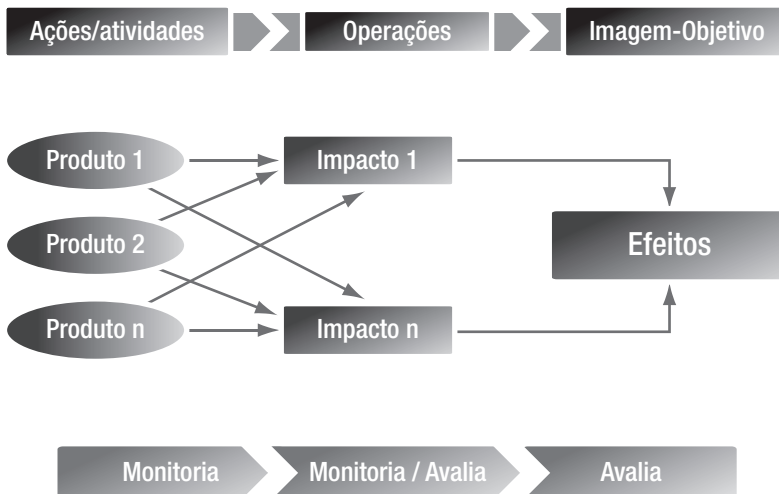 Ações/atividades
Operações
Imagem-Objetivo
Produto 1
Impacto 1
Produto 2
Efeitos
Produto n
Impacto n
Monitoria
Monitoria / Avalia
Avalia